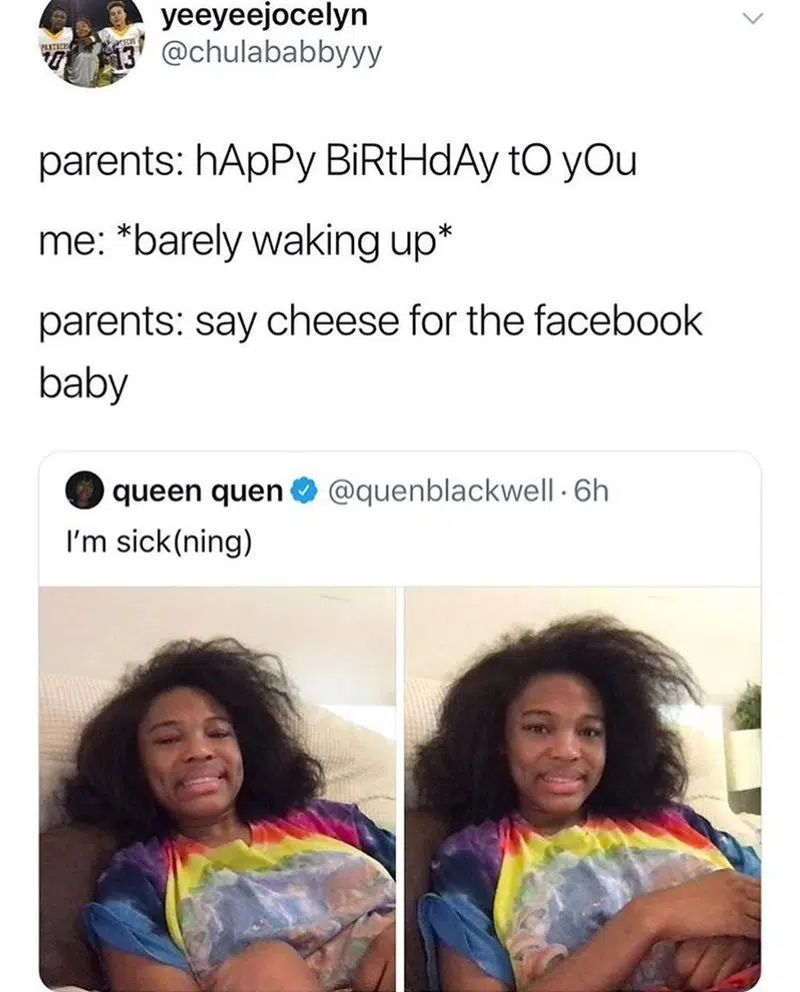 yeeyeejocelyn
@chulababbyyy
parents: hApPy BiRtHdAy tO yOu
me: *barely waking up*
parents: say cheese for the facebook
baby
queen quen @quenblackwell · 6h
I'm sick(ning)